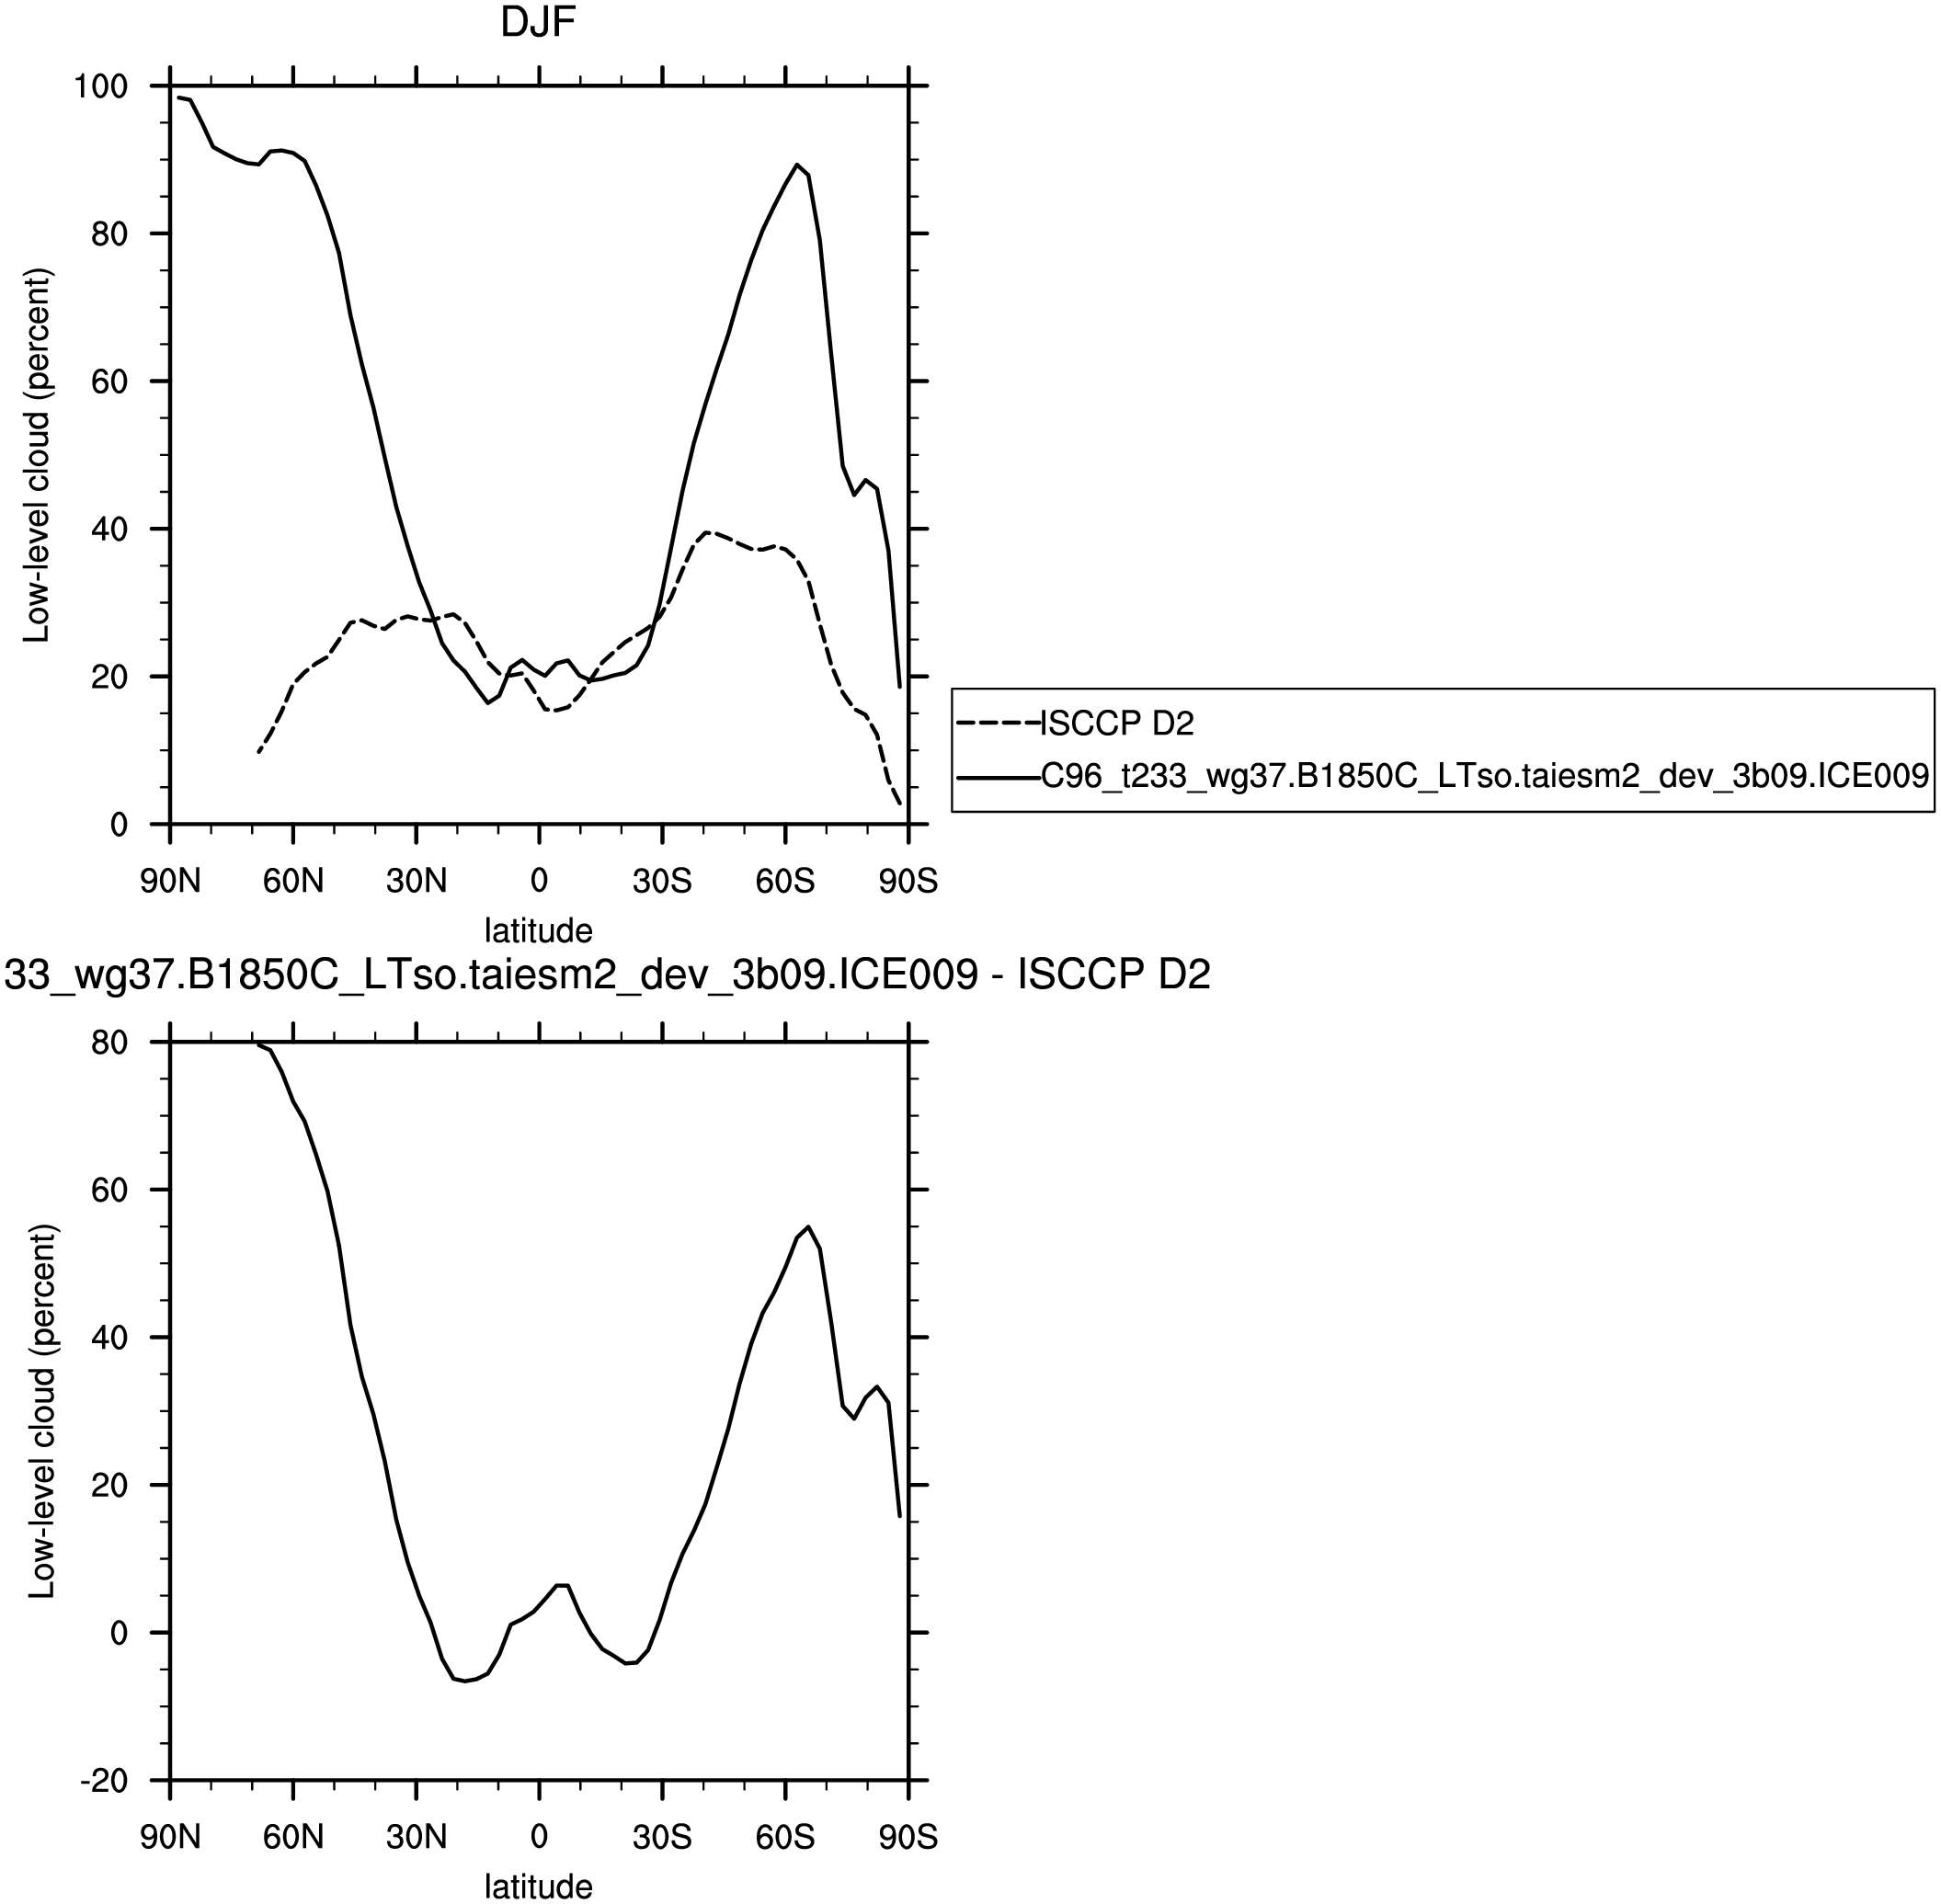 DJF
100
80
60
40
20
0
Low-level cloud (percent)
90N 60N 30N 0 30S 60S 90S
latitude
ISCCP D2
C96_t233_wg37.B1850C_LTso.taiesm2_dev_3b09.ICE009
33_wg37.B1850C_LTso.taiesm2_dev_3b09.ICE009 - ISCCP D2
80
60
40
20
0
-20
Low-level cloud (percent)
90N 60N 30N 0 30S 60S 90S
latitude